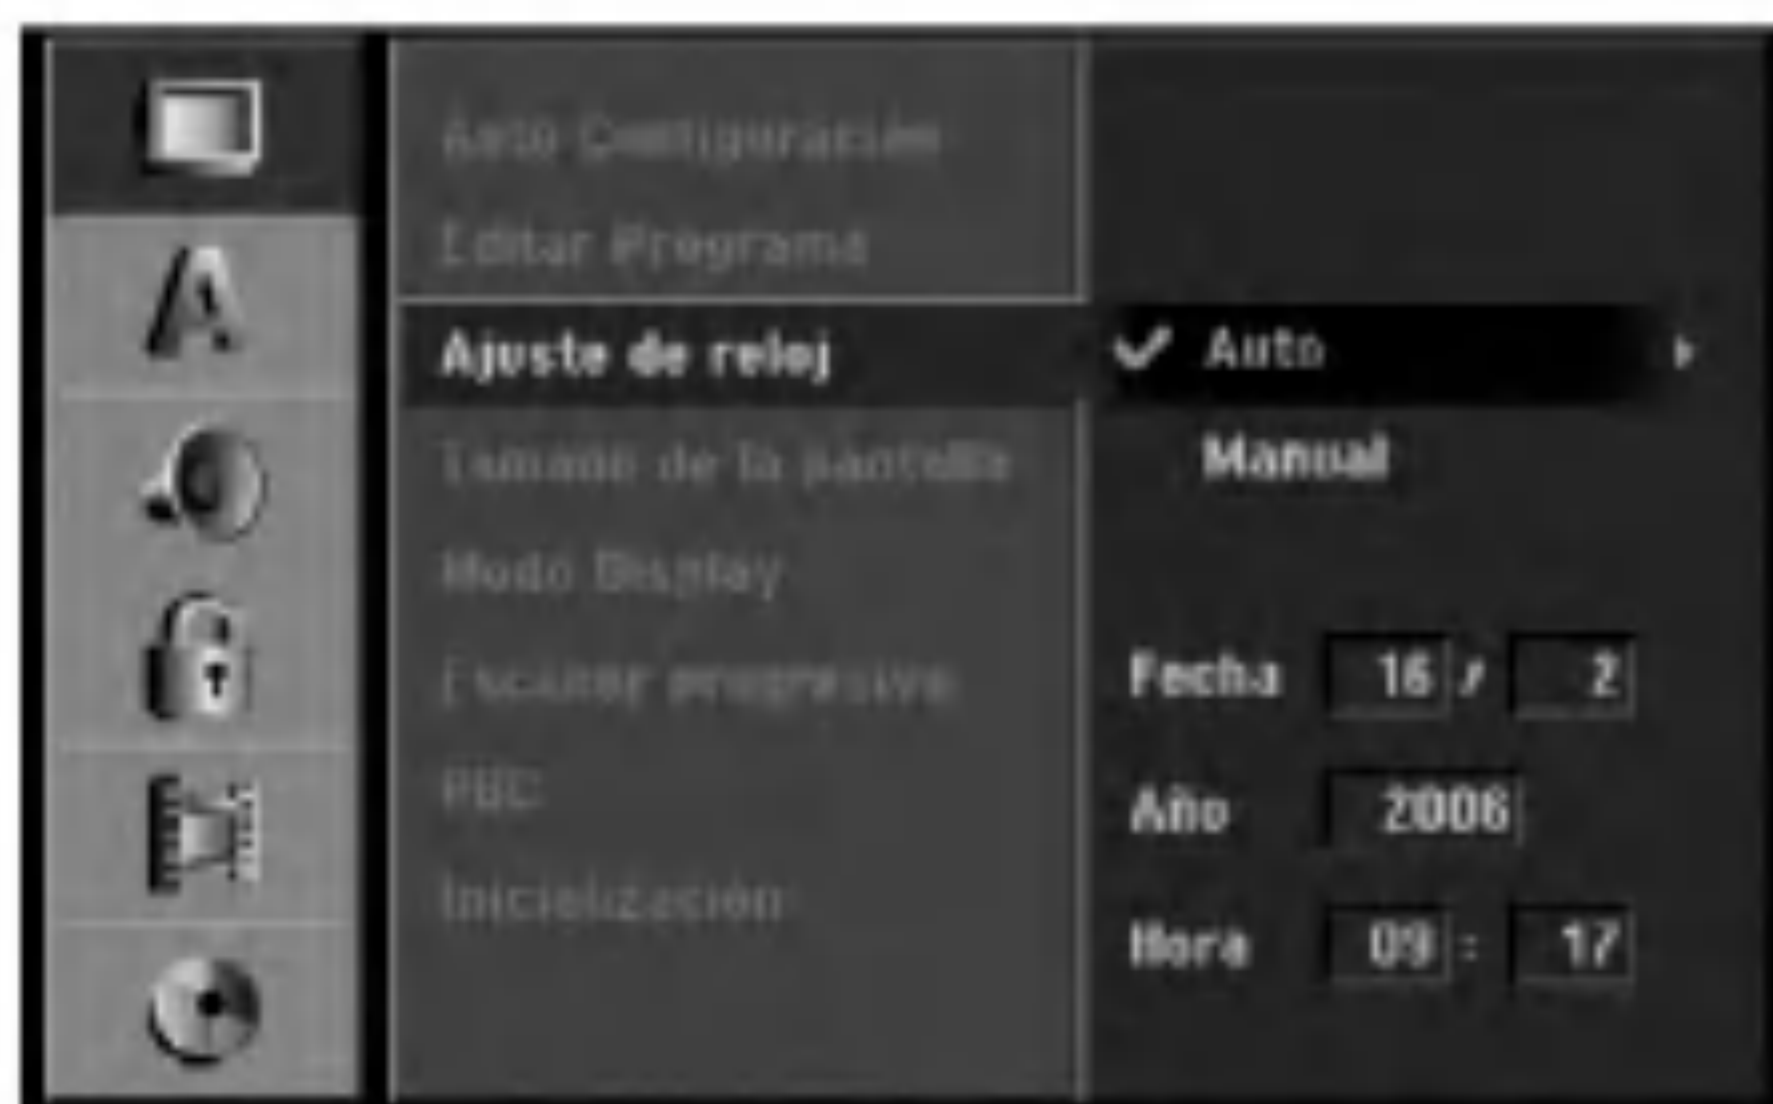 Auto Configuración
Editar Programa
Ajuste de reloj
Tamaño de la pantalla
Modo Display
Escáner progresivo
PBC
Inicialización
Auto
Manual
Fecha 16 / 2
Año 2006
Hora 09 : 17